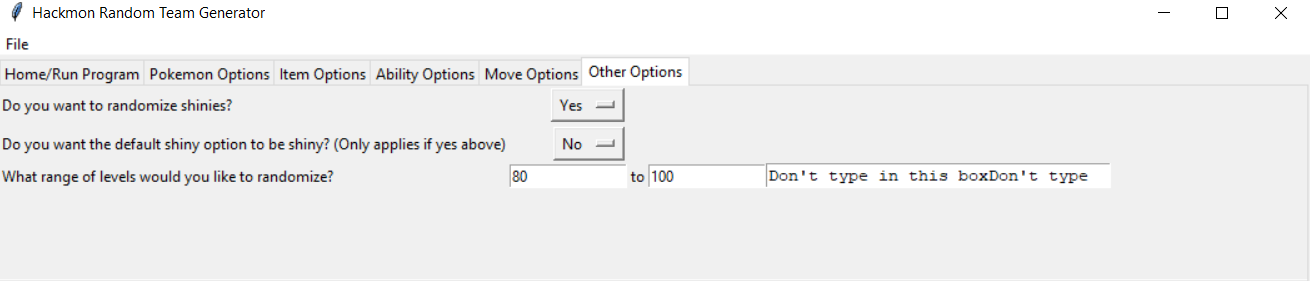 Hackmon Random Team Generator
File
Home/Run Program Pokemon Options Item Options Ability Options Move Options Other Options
Do you want to randomize shinies? Yes
Do you want the default shiny option to be shiny? (Only applies if yes above) No
What range of levels would you like to randomize? 80 to 100 Don't type in this boxDon't type